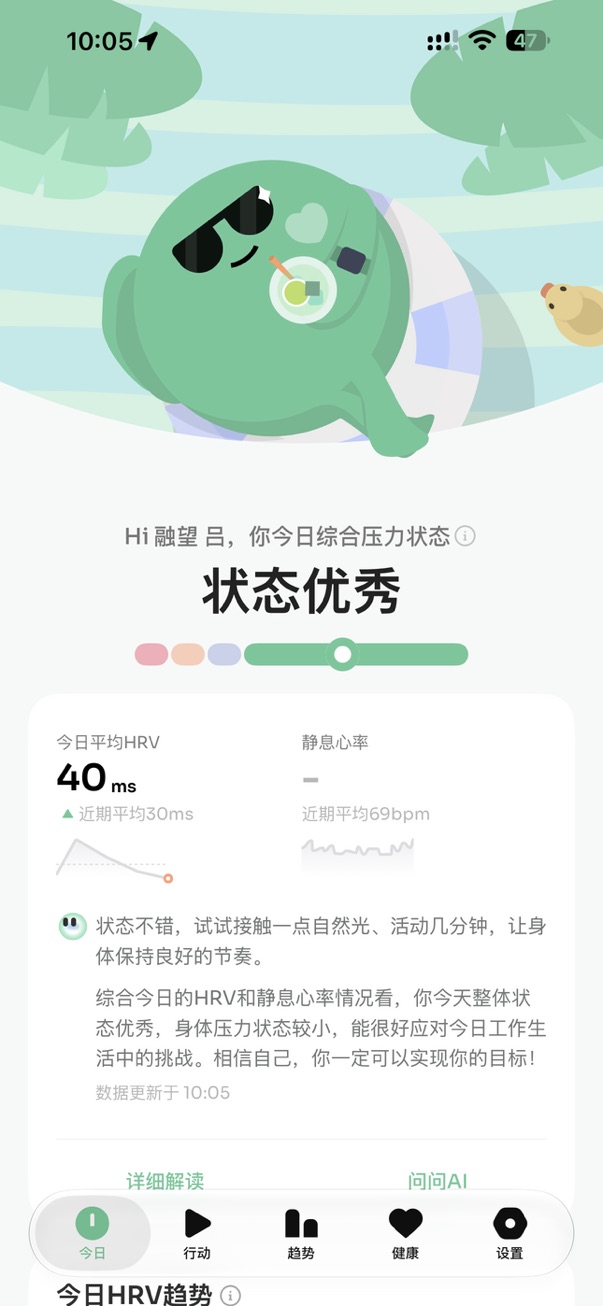 10:05
47
Hi 融望 吕，你今日综合压力状态
状态优秀
今日平均HRV
静息心率
40 ms
–
近期平均30ms
近期平均69bpm
状态不错，试试接触一点自然光、活动几分钟，让身
体保持良好的节奏。
综合今日的HRV和静息心率情况看，你今天整体状
态优秀，身体压力状态较小，能很好应对今日工作生
活中的挑战。相信自己，你一定可以实现你的目标！
数据更新于 10:05
详细解读
问问AI
今日
行动
趋势
健康
设置
今日HRV趋势